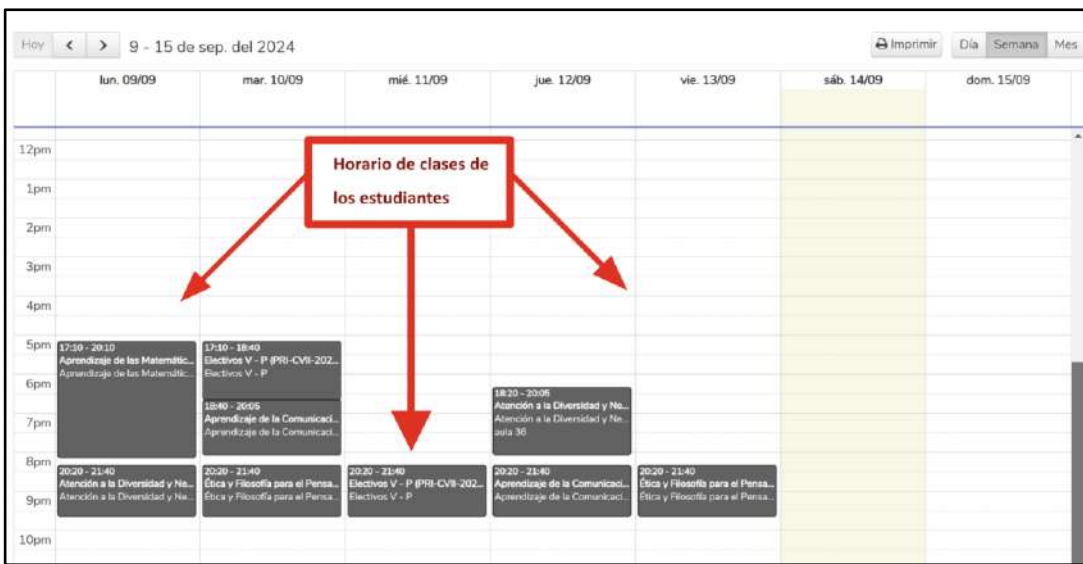 Hoy < > 9 - 15 de sep. del 2024 Imprimir Día Semana Mes
lun. 09/09 mar. 10/09 mié. 11/09 jue. 12/09 vie. 13/09 sáb. 14/09 dom. 15/09
12pm
1pm
2pm
3pm
4pm
5pm
6pm
7pm
8pm
9pm
10pm
Horario de clases de
los estudiantes
17:10 - 20:10
Aprendizaje de las Matemátic...
Aprendizaje de las Matemátic...
20:20 - 21:40
Atención a la Diversidad y Ne...
Atención a la Diversidad y Ne...
17:10 - 18:40
Electivos V - P (PRI-CVII-202...
Electivos V - P
18:40 - 20:05
Aprendizaje de la Comunicaci...
Aprendizaje de la Comunicaci...
20:20 - 21:40
Ética y Filosofía para el Pensa...
Ética y Filosofía para el Pensa...
20:20 - 21:40
Electivos V - P (PRI-CVII-202...
Electivos V - P
18:20 - 20:05
Atención a la Diversidad y Ne...
Atención a la Diversidad y Ne...
aula 36
20:20 - 21:40
Aprendizaje de la Comunicaci...
Aprendizaje de la Comunicaci...
20:20 - 21:40
Ética y Filosofía para el Pensa...
Ética y Filosofía para el Pensa...